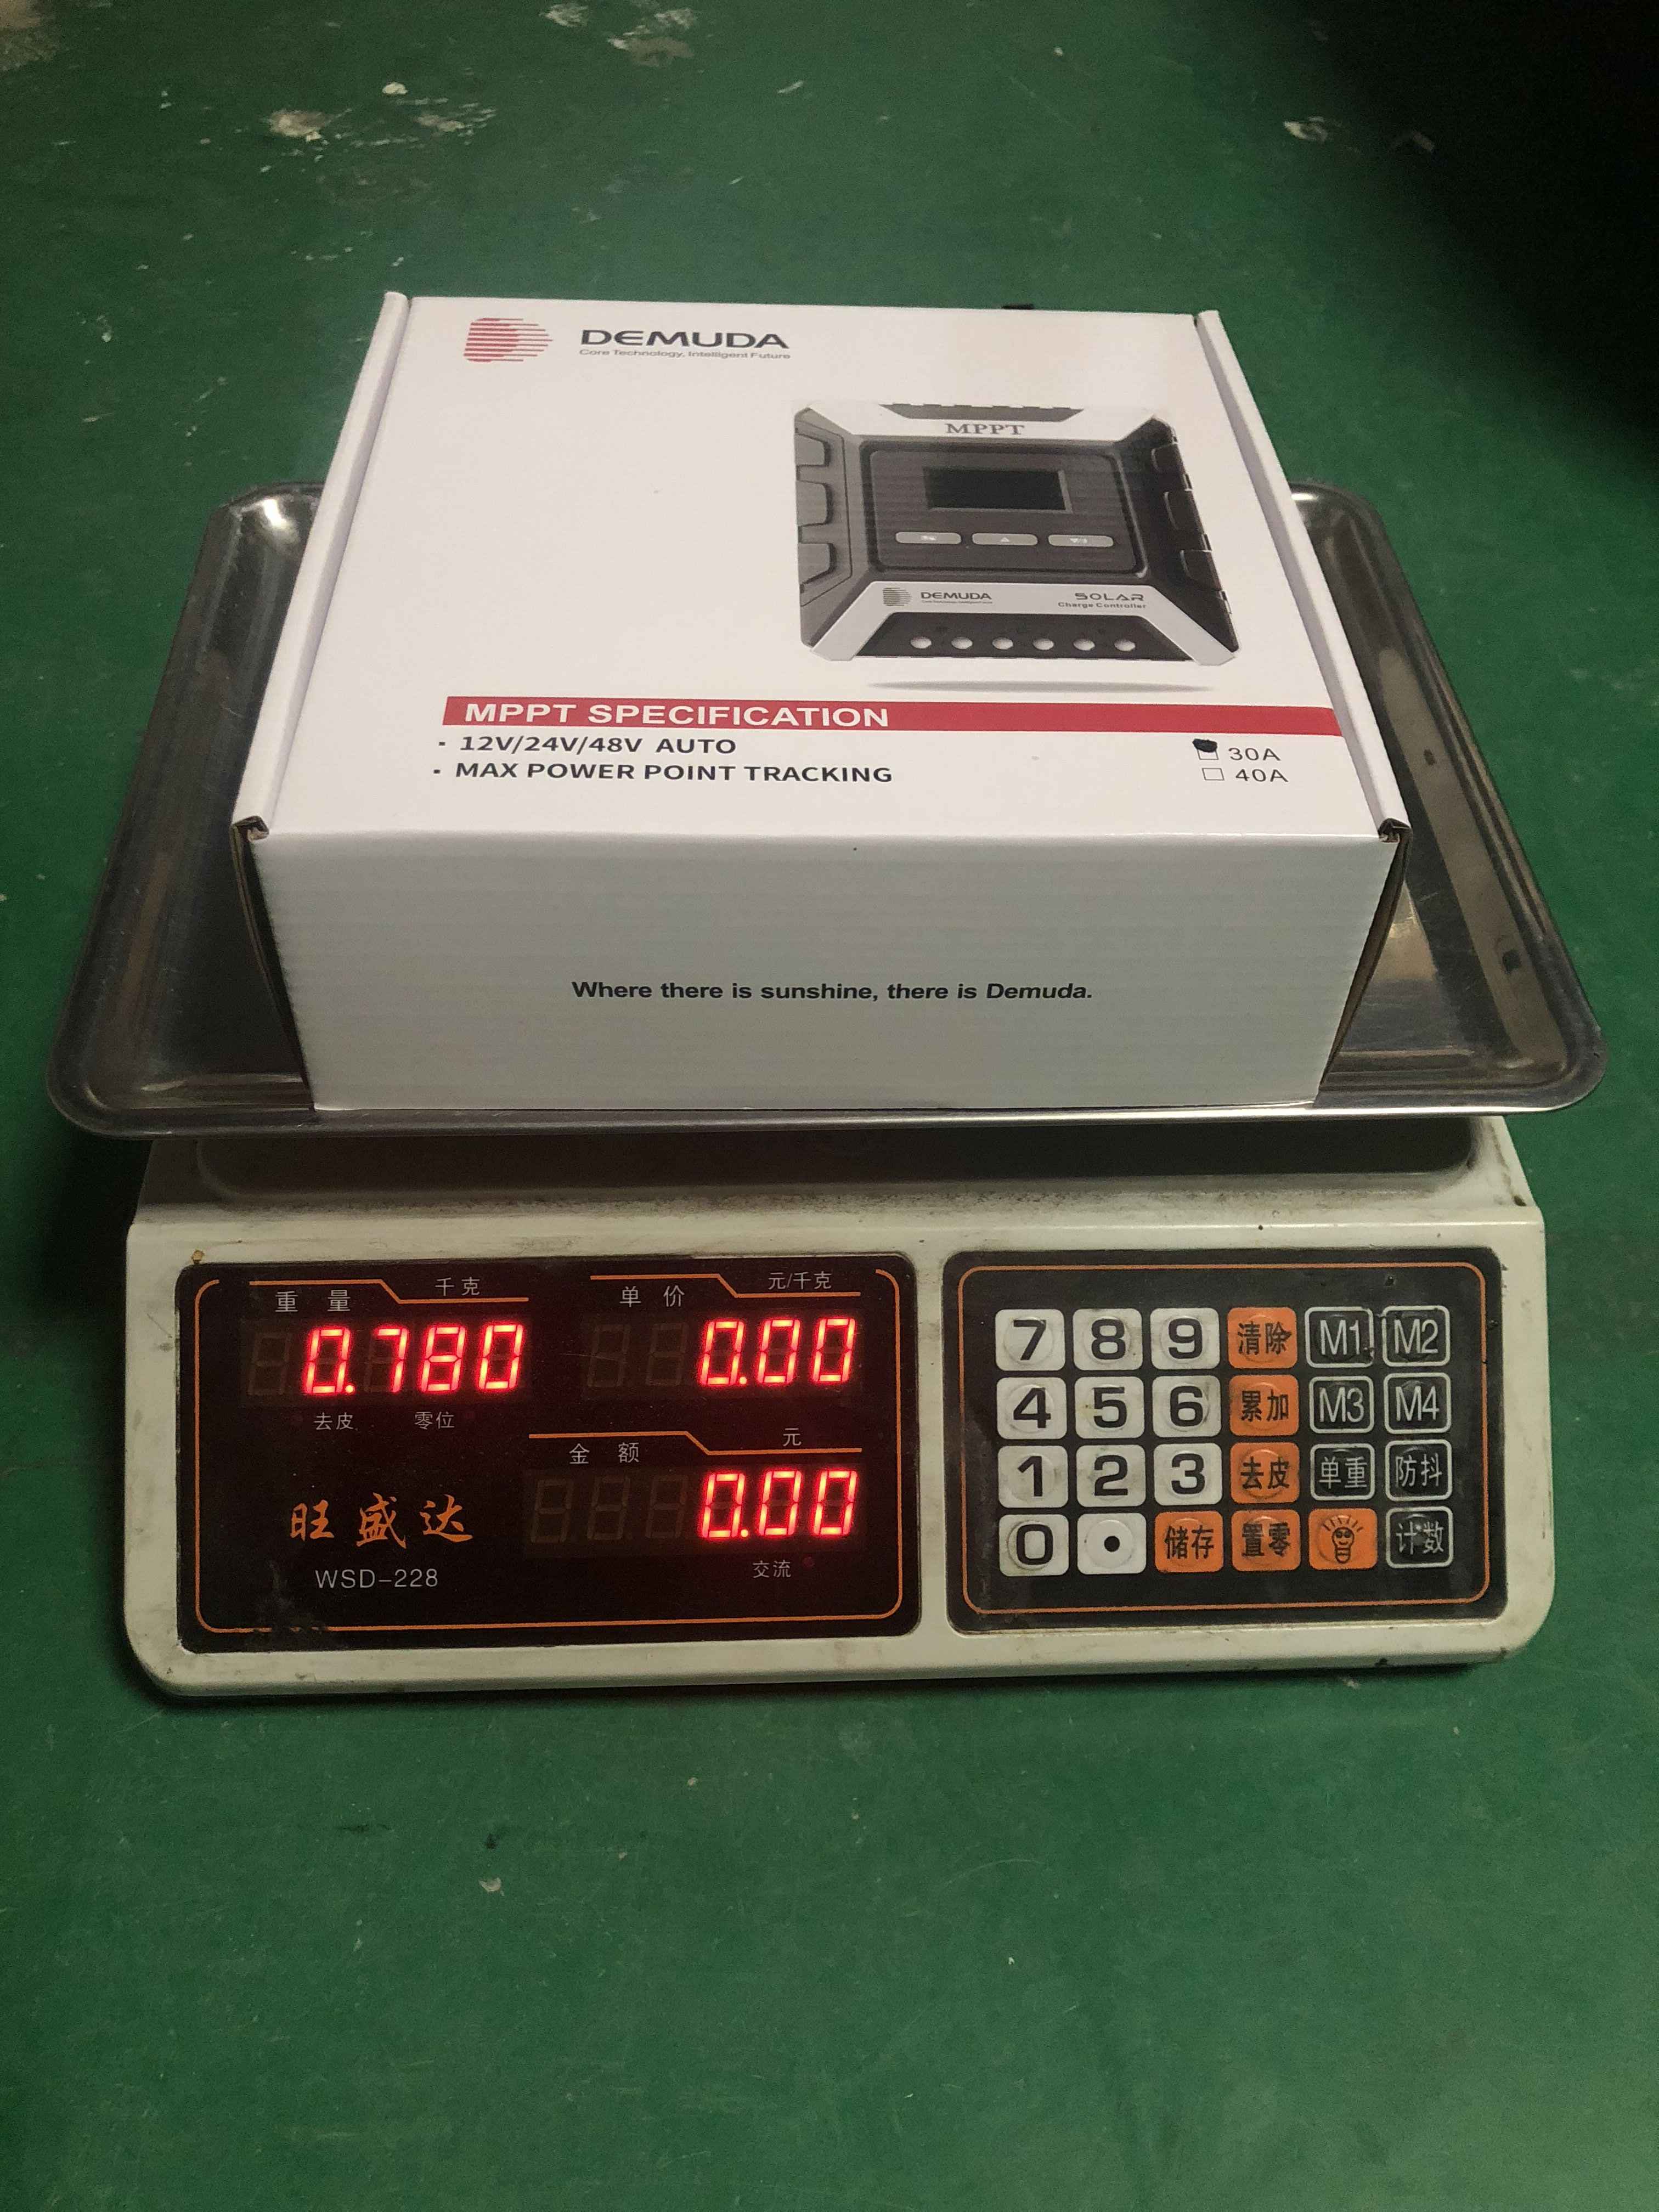 DEMUDA
Core Technology, Intelligent Future
MPPT
DEMUDA
SOLAR
Charge Controller
MPPT SPECIFICATION
· 12V/24V/48V AUTO
· MAX POWER POINT TRACKING
30A
40A
Where there is sunshine, there is Demuda.
重量 千克
0.780
去皮 零位
单价 元/千克
0.00
金额 元
0.00
交流
旺盛达
WSD-228
7 8 9 清除 M1 M2
4 5 6 累加 M3 M4
1 2 3 去皮 单重 防抖
0 • 储存 置零 计数